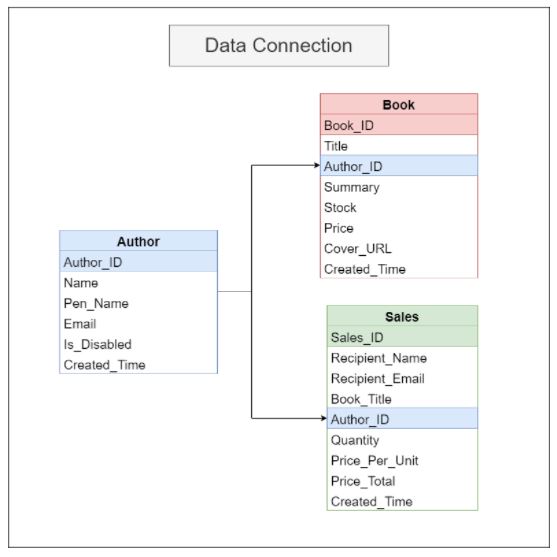 Data Connection
Book
Book_ID
Title
Author_ID
Summary
Stock
Price
Cover_URL
Created_Time
Author
Author_ID
Name
Pen_Name
Email
Is_Disabled
Created_Time
Sales
Sales_ID
Recipient_Name
Recipient_Email
Book_Title
Author_ID
Quantity
Price_Per_Unit
Price_Total
Created_Time